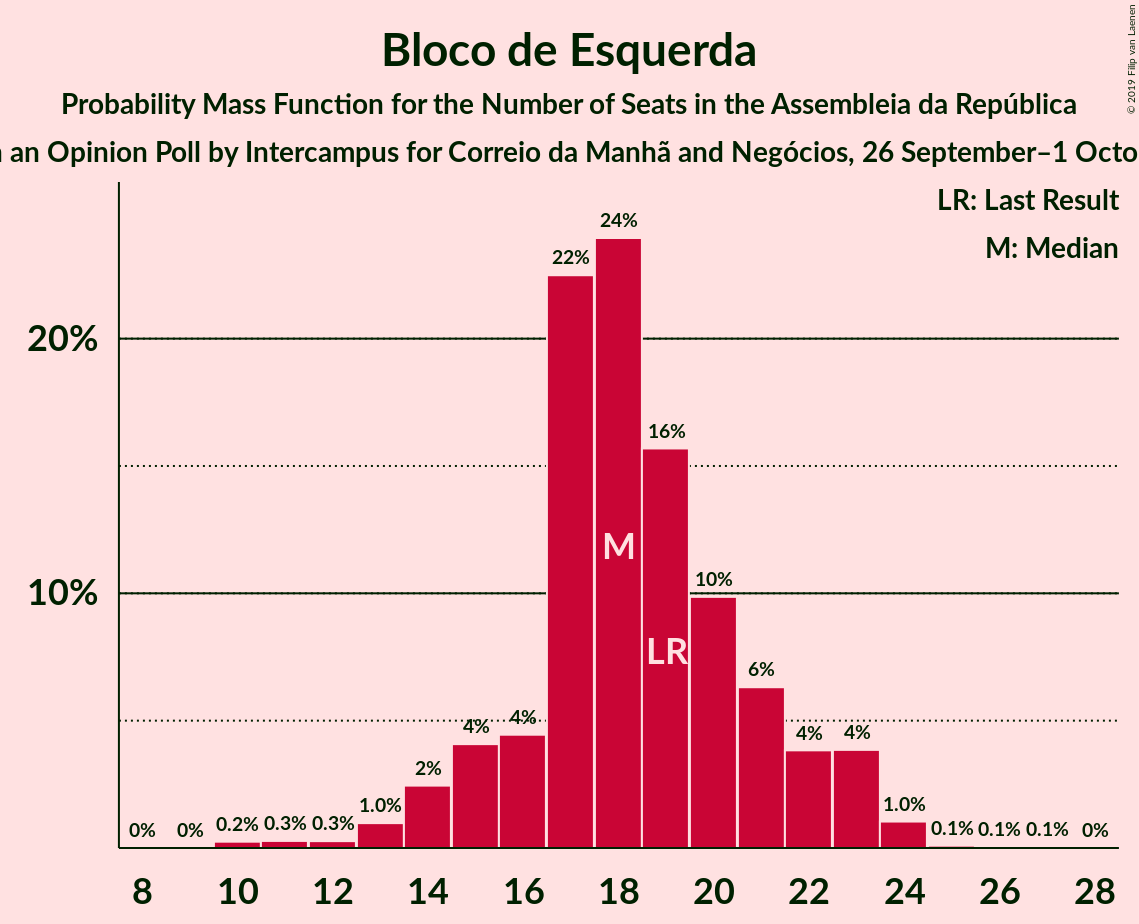 Bloco de Esquerda
Probability Mass Function for the Number of Seats in the Assembleia da República
an Opinion Poll by Intercampus for Correio da Manhã and Negócios, 26 September–1 Octo
© 2019 Filip van Laenen
LR: Last Result
M: Median
20%
10%
0% 0% 0.2% 0.3% 0.3% 1.0% 2% 4% 4% 22% 24% 16% 10% 6% 4% 4% 1.0% 0.1% 0.1% 0.1% 0%
M
LR
8 10 12 14 16 18 20 22 24 26 28